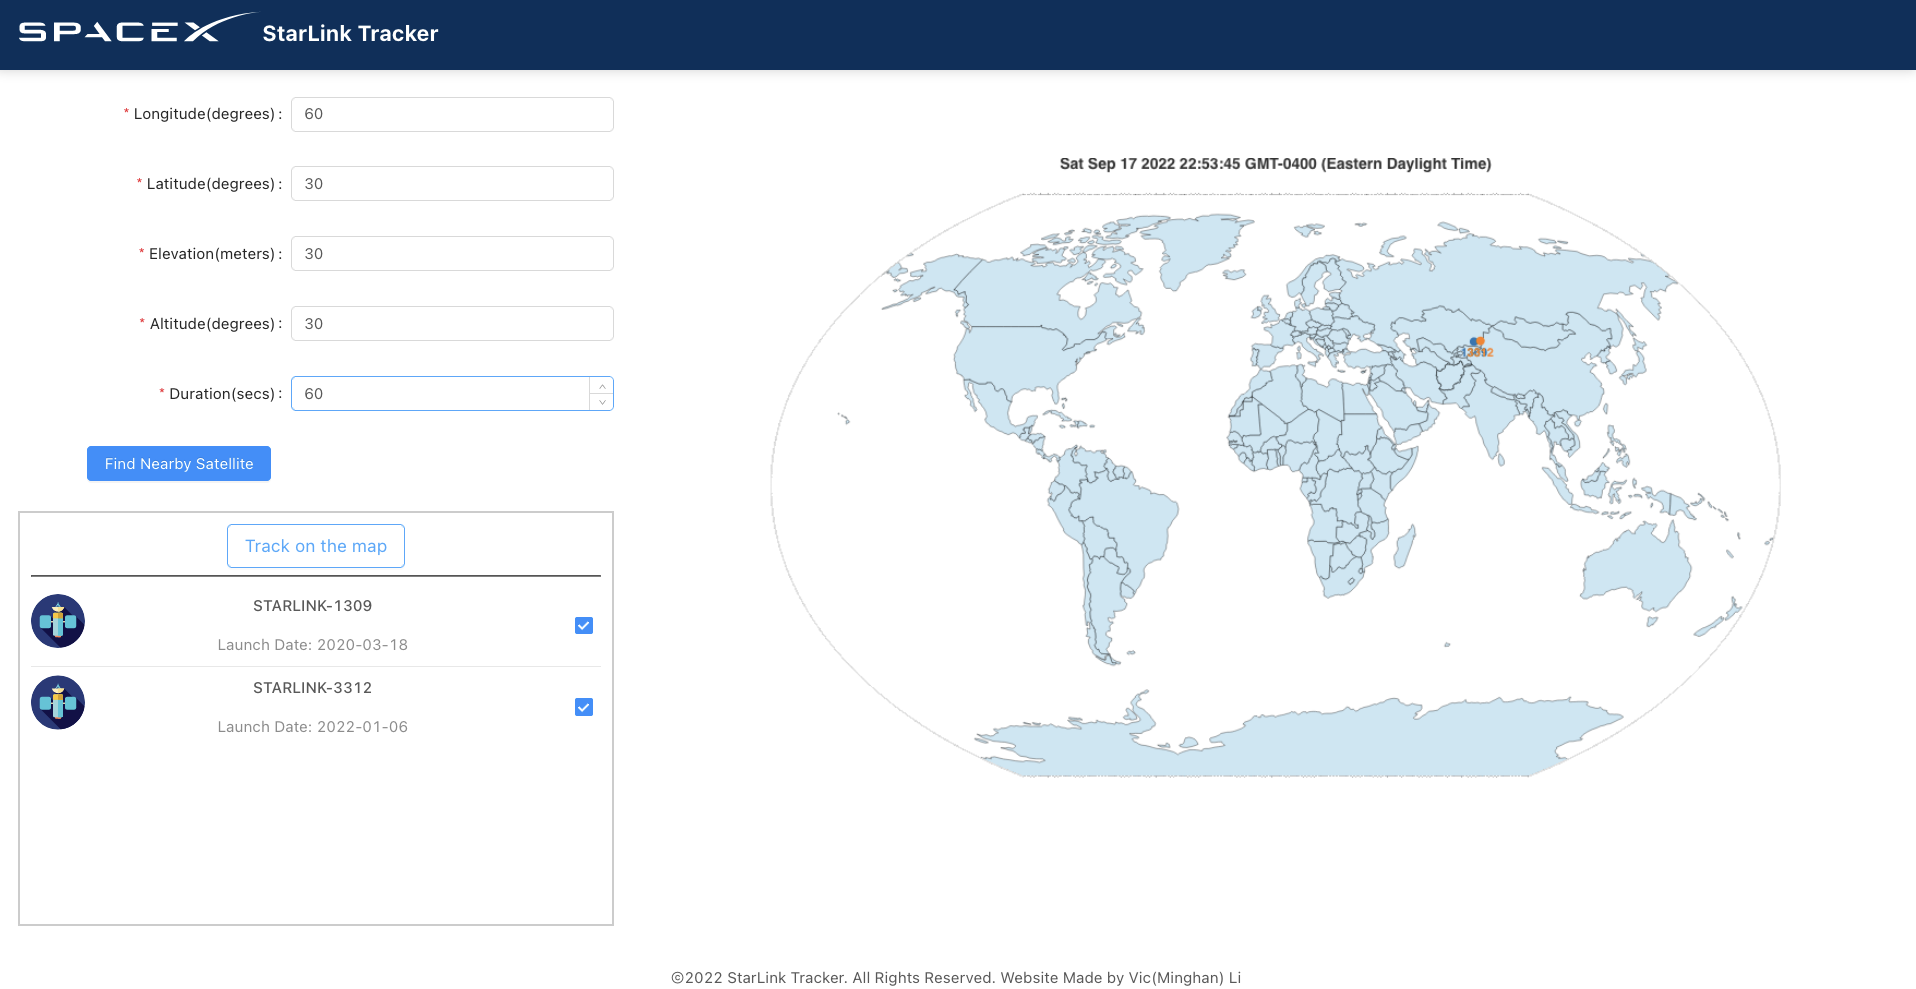 SPACEX StarLink Tracker
* Longitude(degrees) : 60
* Latitude(degrees) : 30
* Elevation(meters) : 30
* Altitude(degrees) : 30
* Duration(secs) : 60
Find Nearby Satellite
Track on the map
STARLINK-1309
Launch Date: 2020-03-18
STARLINK-3312
Launch Date: 2022-01-06
Sat Sep 17 2022 22:53:45 GMT-0400 (Eastern Daylight Time)
©2022 StarLink Tracker. All Rights Reserved. Website Made by Vic(Minghan) Li